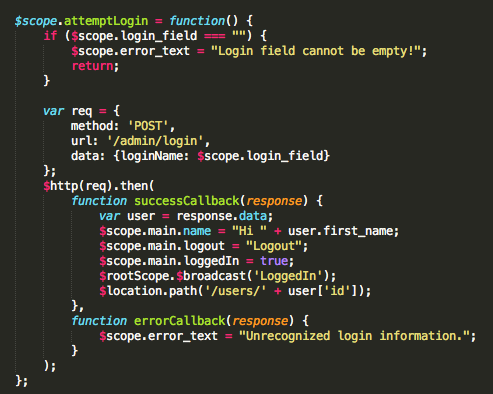 $scope.attemptLogin = function() {
    if ($scope.login_field === "") {
        $scope.error_text = "Login field cannot be empty!";
        return;
    }

    var req = {
        method: 'POST',
        url: '/admin/login',
        data: {loginName: $scope.login_field}
    };
    $http(req).then(
        function successCallback(response) {
            var user = response.data;
            $scope.main.name = "Hi " + user.first_name;
            $scope.main.logout = "Logout";
            $scope.main.loggedIn = true;
            $rootScope.$broadcast('LoggedIn');
            $location.path('/users/' + user['id']);
        },
        function errorCallback(response) {
            $scope.error_text = "Unrecognized login information.";
        }
    );
};